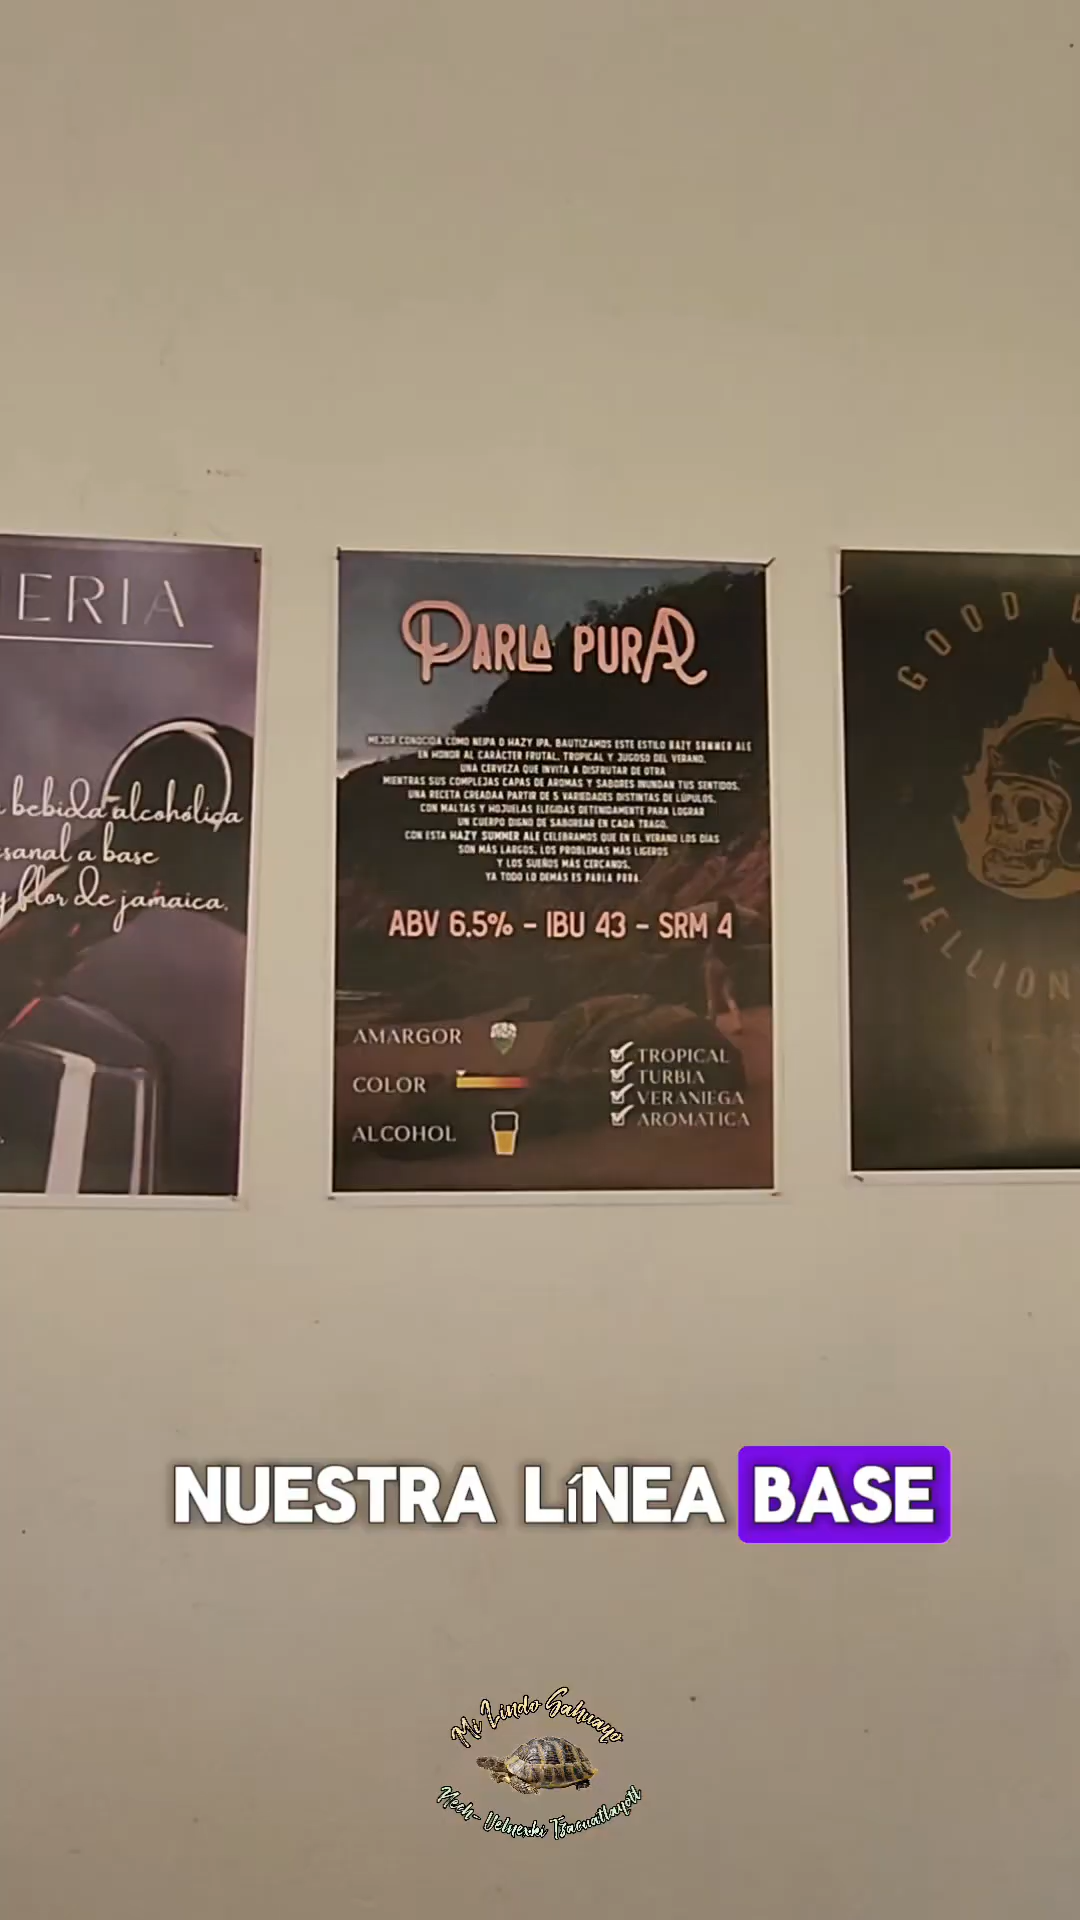 ERIA
bebida alcohólica
sanal a base
y flor de jamaica.
PARLA PURA
MEJOR CONOCIDA COMO NEIPA O HAZY IPA, BAUTIZAMOS ESTE ESTILO HAZY SUMMER ALE
EN HONOR AL CARÁCTER FRUTAL, TROPICAL Y JUGOSO DEL VERANO.
UNA CERVEZA QUE INVITA A DISFRUTAR DE OTRA
MIENTRAS SUS COMPLEJAS CAPAS DE AROMAS Y SABORES INUNDAN TUS SENTIDOS.
UNA RECETA CREADAA PARTIR DE 5 VARIEDADES DISTINTAS DE LÚPULOS,
CON MALTAS Y HOJUELAS ELEGIDAS DETENIDAMENTE PARA LOGRAR
UN CUERPO DIGNO DE SABOREAR EN CADA TRAGO.
CON ESTA HAZY SUMMER ALE CELEBRAMOS QUE EN EL VERANO LOS DÍAS
SON MÁS LARGOS, LOS PROBLEMAS MÁS LIGEROS
Y LOS SUEÑOS MÁS CERCANOS.
YA TODO LO DEMÁS ES PARLA PURA.
ABV 6.5% - IBU 43 - SRM 4
AMARGOR
COLOR
ALCOHOL
TROPICAL
TURBIA
VERANIEGA
AROMATICA
GOOD
HELLION
NUESTRA LÍNEA BASE
Mi Lindo Sahuayo